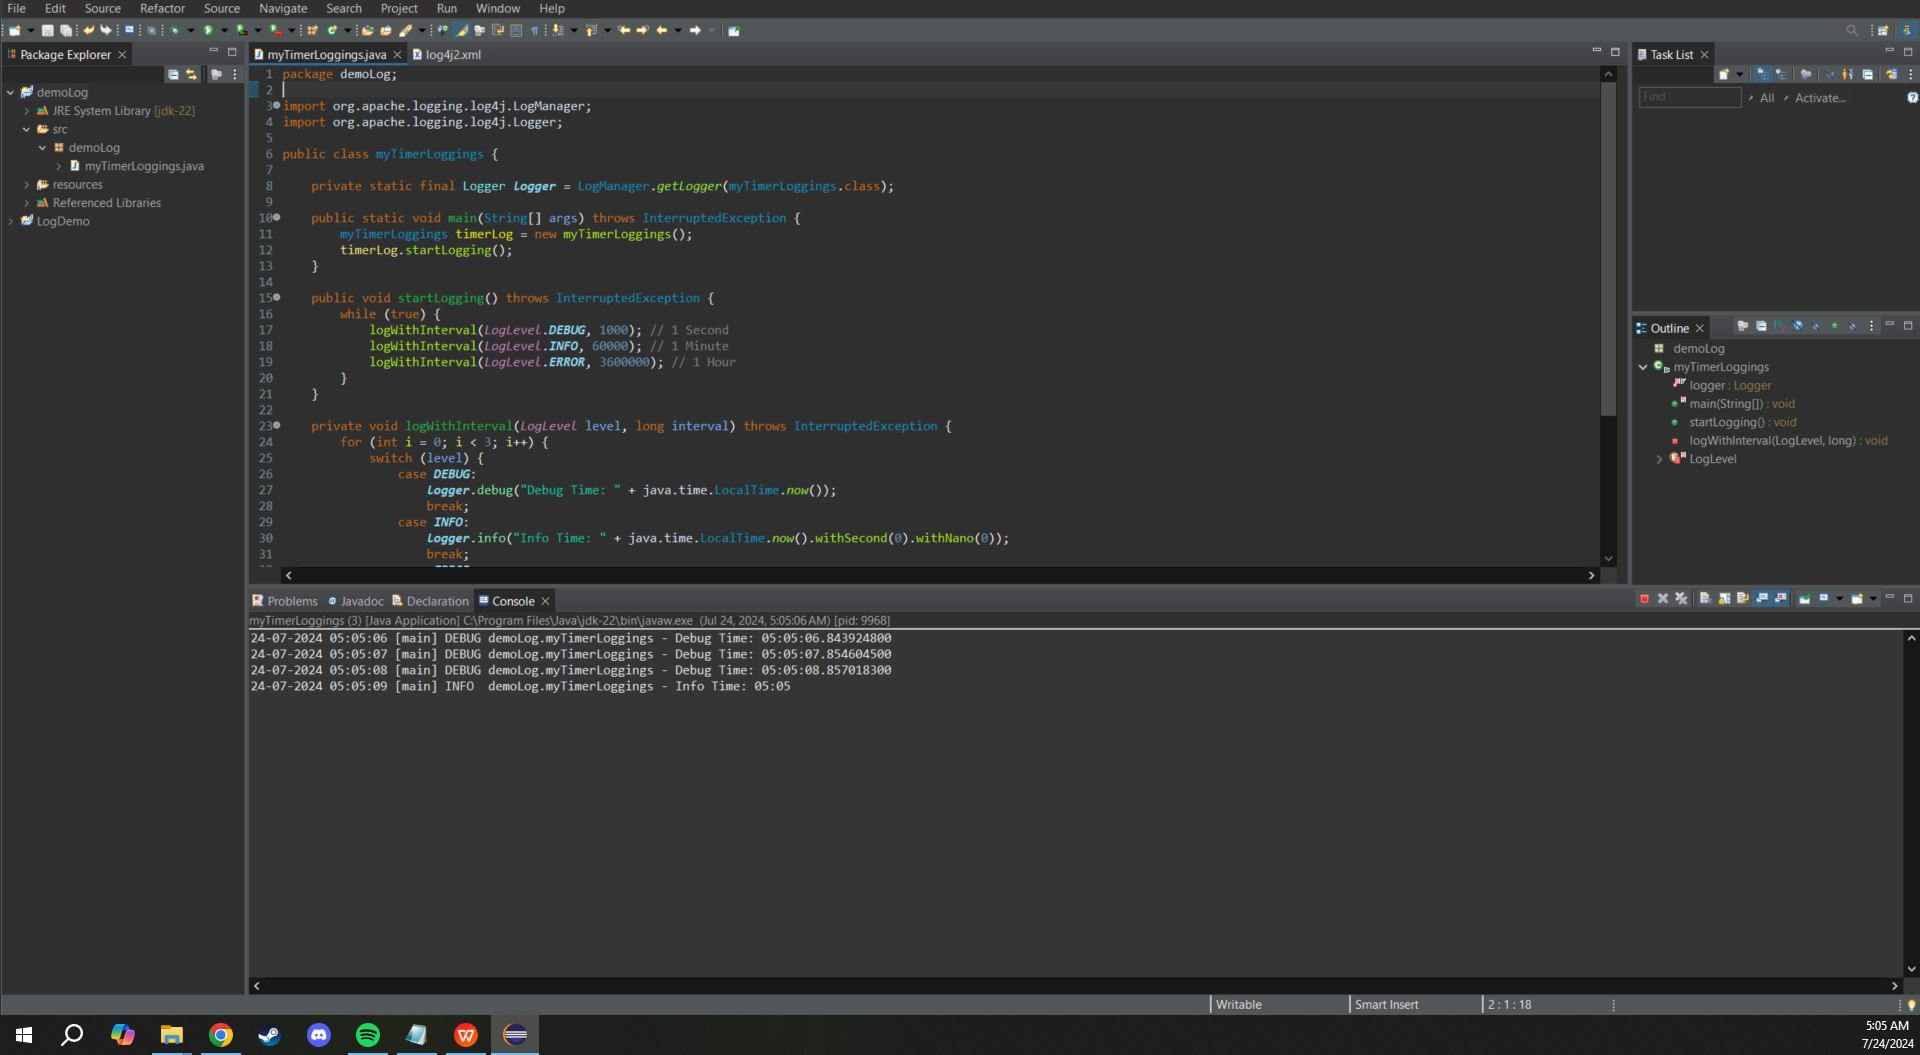 File Edit Source Refactor Source Navigate Search Project Run Window Help
Package Explorer
demoLog
JRE System Library [jdk-22]
src
demoLog
myTimerLoggings.java
resources
Referenced Libraries
LogDemo
myTimerLoggings.java log4j2.xml
1 package demoLog;
2
3 import org.apache.logging.log4j.LogManager;
4 import org.apache.logging.log4j.Logger;
5
6 public class myTimerLoggings {
7
8 private static final Logger logger = LogManager.getLogger(myTimerLoggings.class);
9
10 public static void main(String[] args) throws InterruptedException {
11 myTimerLoggings timerLog = new myTimerLoggings();
12 timerLog.startLogging();
13 }
14
15 public void startLogging() throws InterruptedException {
16 while (true) {
17 logWithInterval(LogLevel.DEBUG, 1000); // 1 Second
18 logWithInterval(LogLevel.INFO, 60000); // 1 Minute
19 logWithInterval(LogLevel.ERROR, 3600000); // 1 Hour
20 }
21 }
22
23 private void logWithInterval(LogLevel level, long interval) throws InterruptedException {
24 for (int i = 0; i < 3; i++) {
25 switch (level) {
26 case DEBUG:
27 logger.debug("Debug Time: " + java.time.LocalTime.now());
28 break;
29 case INFO:
30 logger.info("Info Time: " + java.time.LocalTime.now().withSecond(0).withNano(0));
31 break;
Task List
Find All Activate...
Outline
demoLog
myTimerLoggings
logger : Logger
main(String[]) : void
startLogging() : void
logWithInterval(LogLevel, long) : void
LogLevel
Problems Javadoc Declaration Console
myTimerLoggings (3) [Java Application] C:\Program Files\Java\jdk-22\bin\javaw.exe (Jul 24, 2024, 5:05:06 AM) [pid: 9968]
24-07-2024 05:05:06 [main] DEBUG demoLog.myTimerLoggings - Debug Time: 05:05:06.843924800
24-07-2024 05:05:07 [main] DEBUG demoLog.myTimerLoggings - Debug Time: 05:05:07.854604500
24-07-2024 05:05:08 [main] DEBUG demoLog.myTimerLoggings - Debug Time: 05:05:08.857018300
24-07-2024 05:05:09 [main] INFO demoLog.myTimerLoggings - Info Time: 05:05
Writable Smart Insert 2 : 1 : 18
5:05 AM
7/24/2024